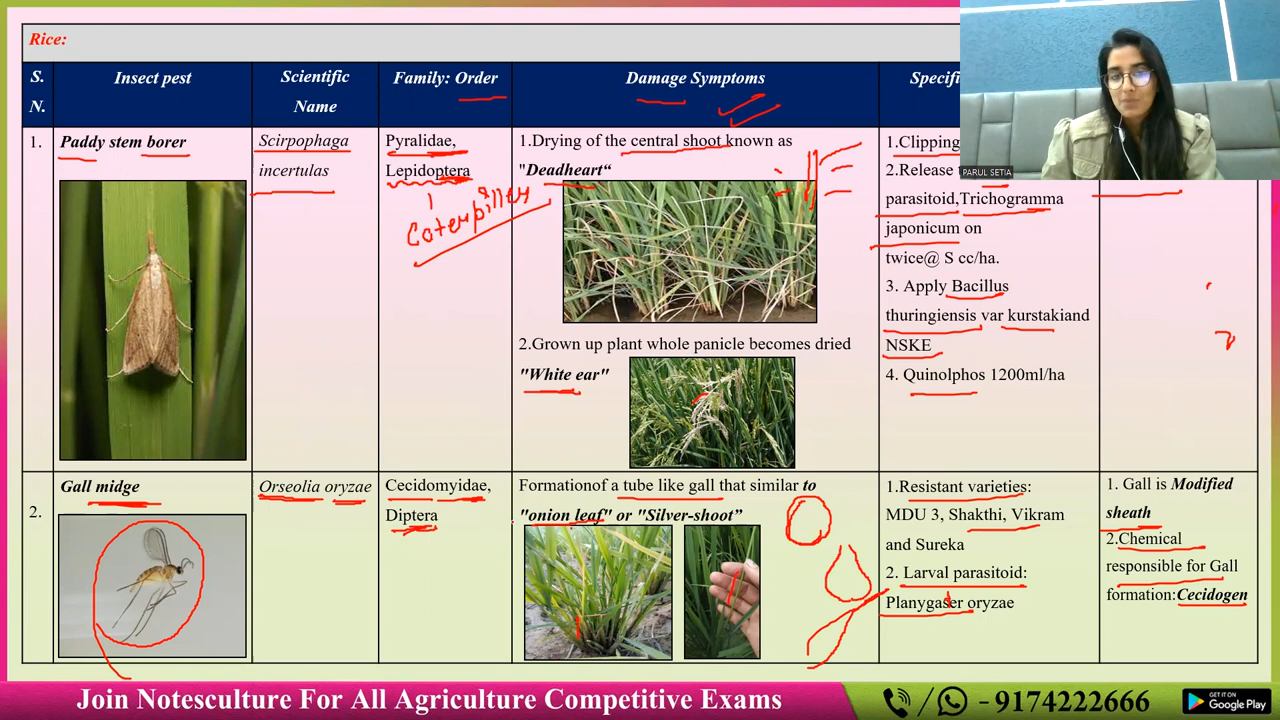 Rice:
S. N.
Insect pest
Scientific Name
Family: Order
Damage Symptoms
Specifi
PARUL SETIA
1.
Paddy stem borer
Scirpophaga
incertulas
Pyralidae,
Lepidoptera
Caterpiller
1.Drying of the central shoot known as
"Deadheart“
2.Grown up plant whole panicle becomes dried
"White ear"
1.Clipping
2.Release
parasitoid,Trichogramma
japonicum on
twice@ S cc/ha.
3. Apply Bacillus
thuringiensis var kurstakiand
NSKE
4. Quinolphos 1200ml/ha
2.
Gall midge
Orseolia oryzae
Cecidomyidae,
Diptera
Formationof a tube like gall that similar to
"onion leaf" or "Silver-shoot”
1.Resistant varieties:
MDU 3, Shakthi, Vikram
and Sureka
2. Larval parasitoid:
Planygaser oryzae
1. Gall is Modified
sheath
2.Chemical
responsible for Gall
formation:Cecidogen
Join Notesculture For All Agriculture Competitive Exams
- 9174222666
GET IT ON
Google Play